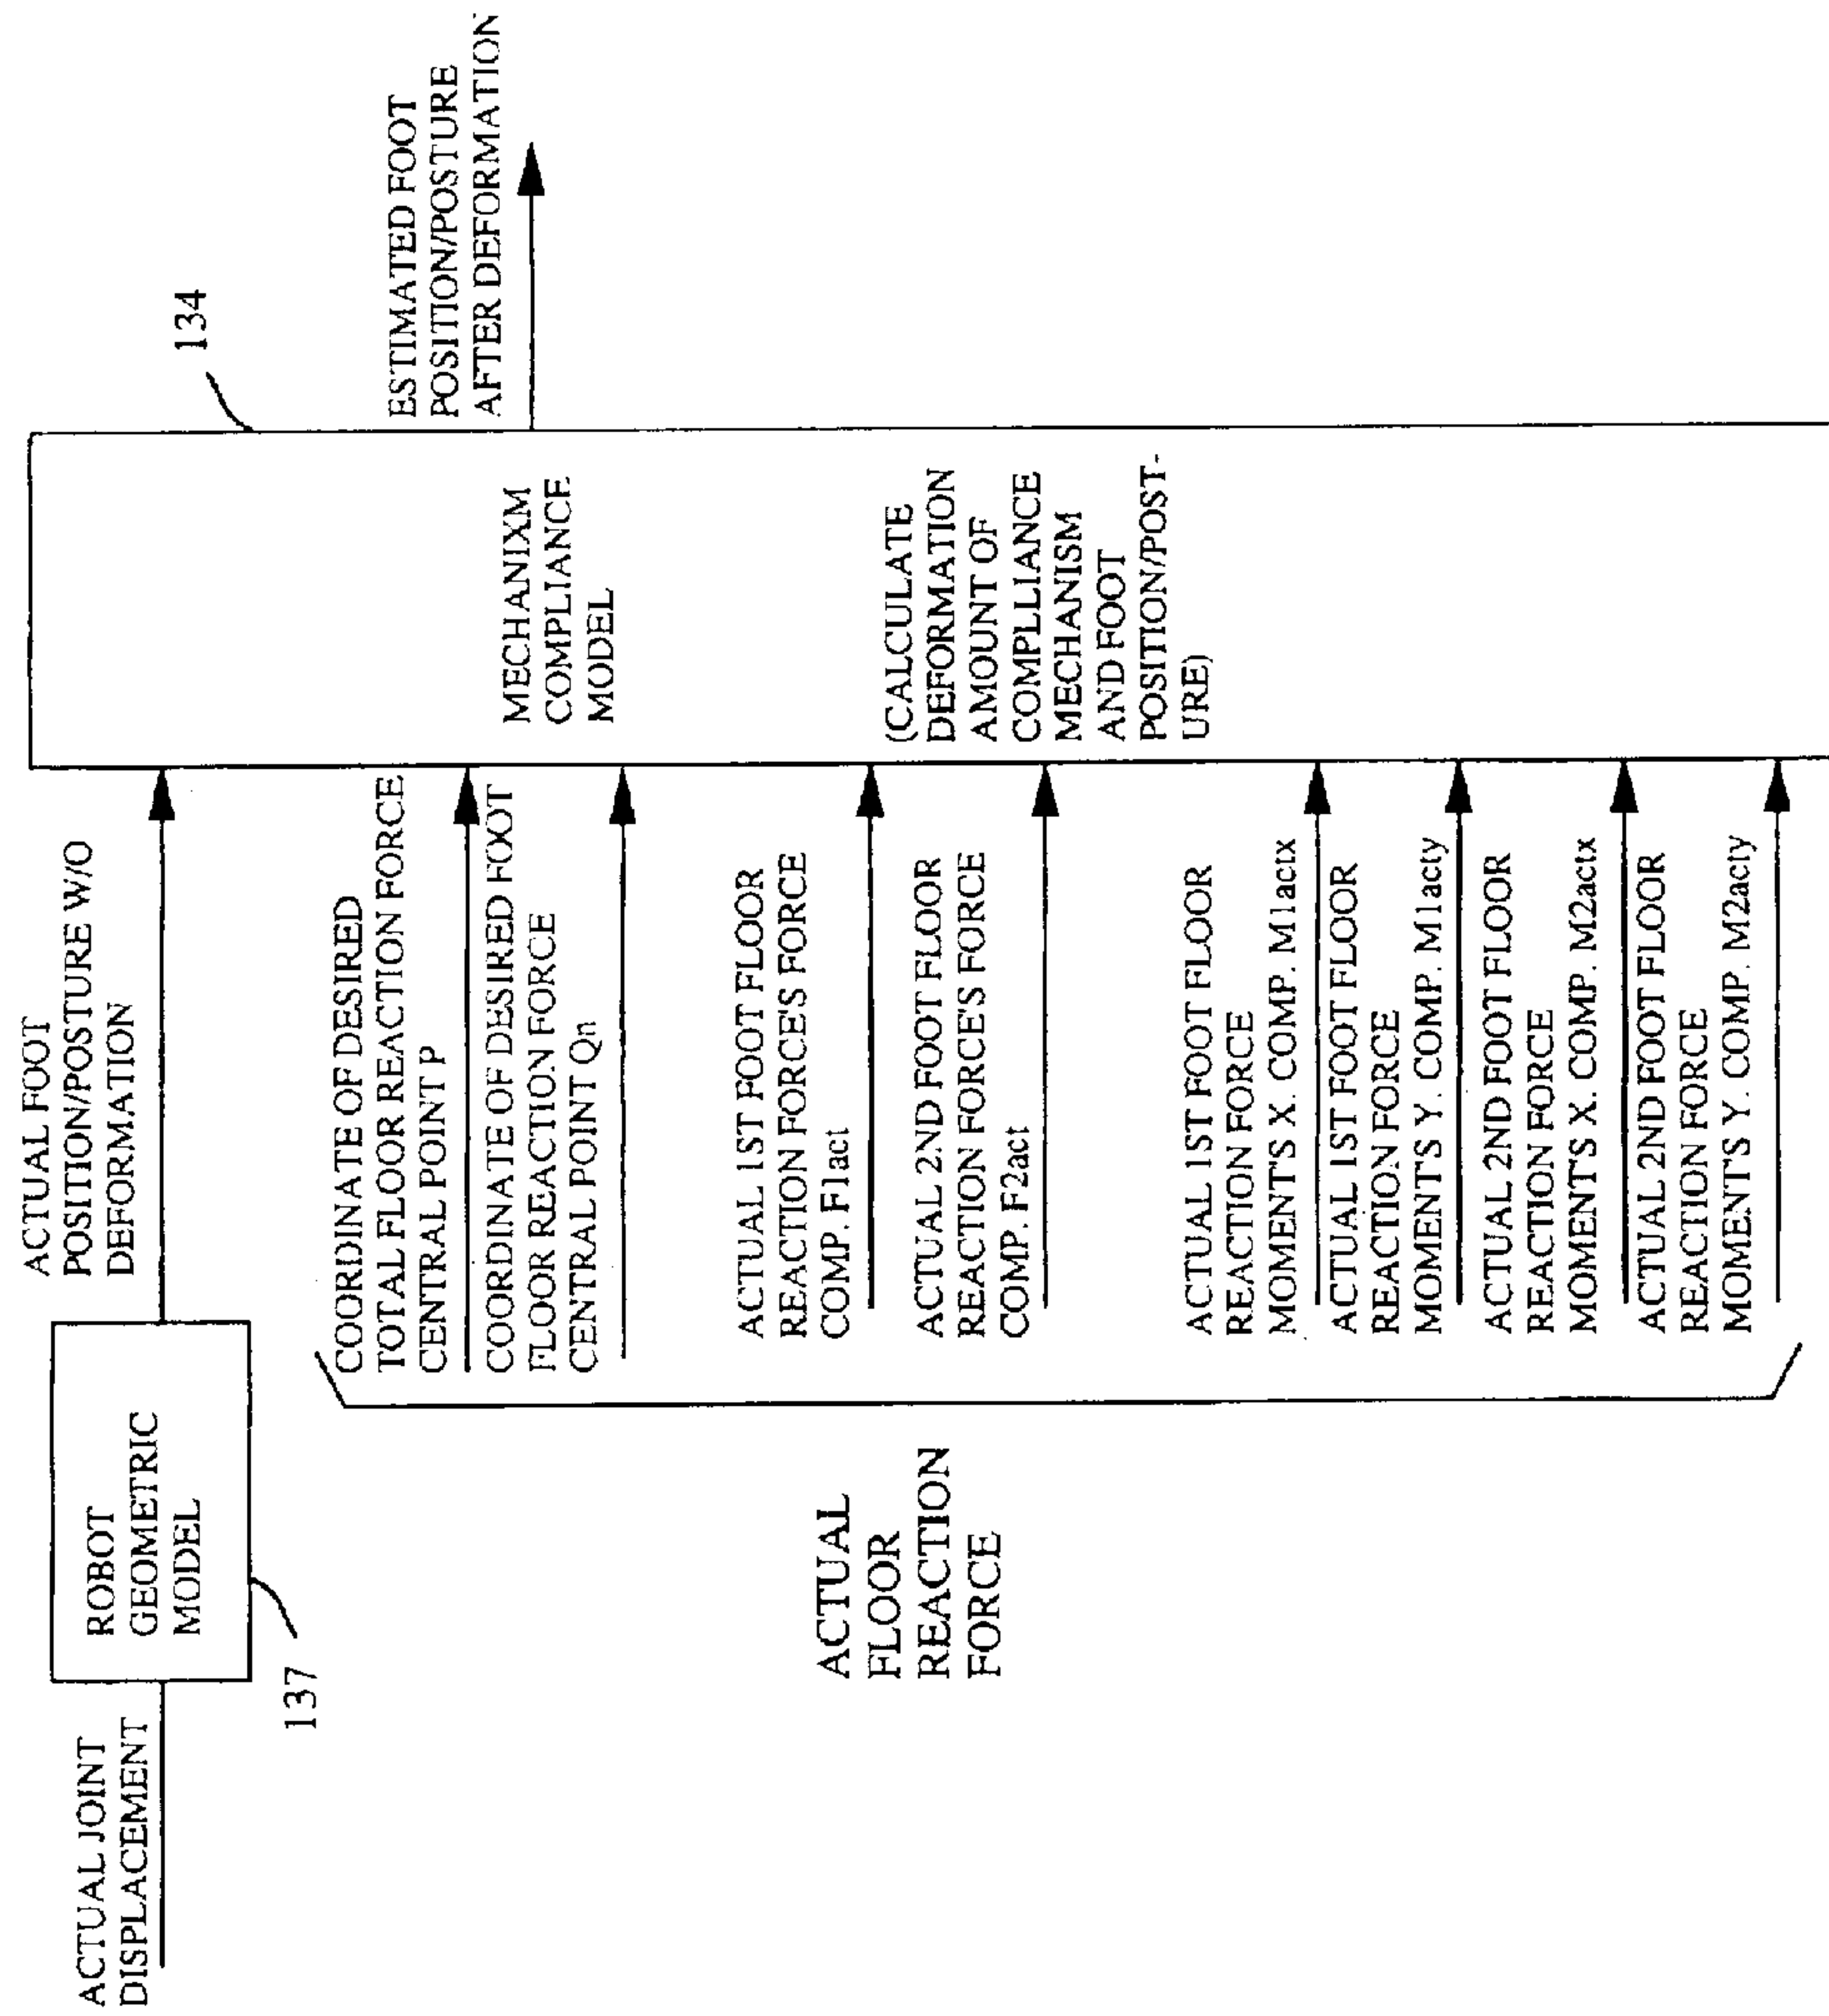 ACTUAL JOINT
DISPLACEMENT
ROBOT
GEOMETRIC
MODEL
137
ACTUAL FOOT
POSITION/POSTURE W/O
DEFORMATION
ACTUAL
FLOOR
REACTION
FORCE
COORDINATE OF DESIRED
TOTAL FLOOR REACTION FORCE
CENTRAL POINT P
COORDINATE OF DESIRED FOOT
FLOOR REACTION FORCE
CENTRAL POINT Qn
ACTUAL 1ST FOOT FLOOR
REACTION FORCES'S FORCE
COMP. F1act
ACTUAL 2ND FOOT FLOOR
REACTION FORCES'S FORCE
COMP. F2act
ACTUAL 1ST FOOT FLOOR
REACTION FORCE
MOMENT'S X. COMP. M1actx
ACTUAL 1ST FOOT FLOOR
REACTION FORCE
MOMENT'S Y. COMP. M1acty
ACTUAL 2ND FOOT FLOOR
REACTION FORCE
MOMENT'S X. COMP. M2actx
ACTUAL 2ND FOOT FLOOR
REACTION FORCE
MOMENT'S Y. COMP. M2acty
MECHANIXM
COMPLIANCE
MODEL
(CALCULATE
DEFORMATION
AMOUNT OF
COMPLLIANCE
MECHANISM
AND FOOT
POSITION/POST-
URE)
134
ESTIMATED FOOT
POSITION/POSTURE
AFTER DEFORMATION